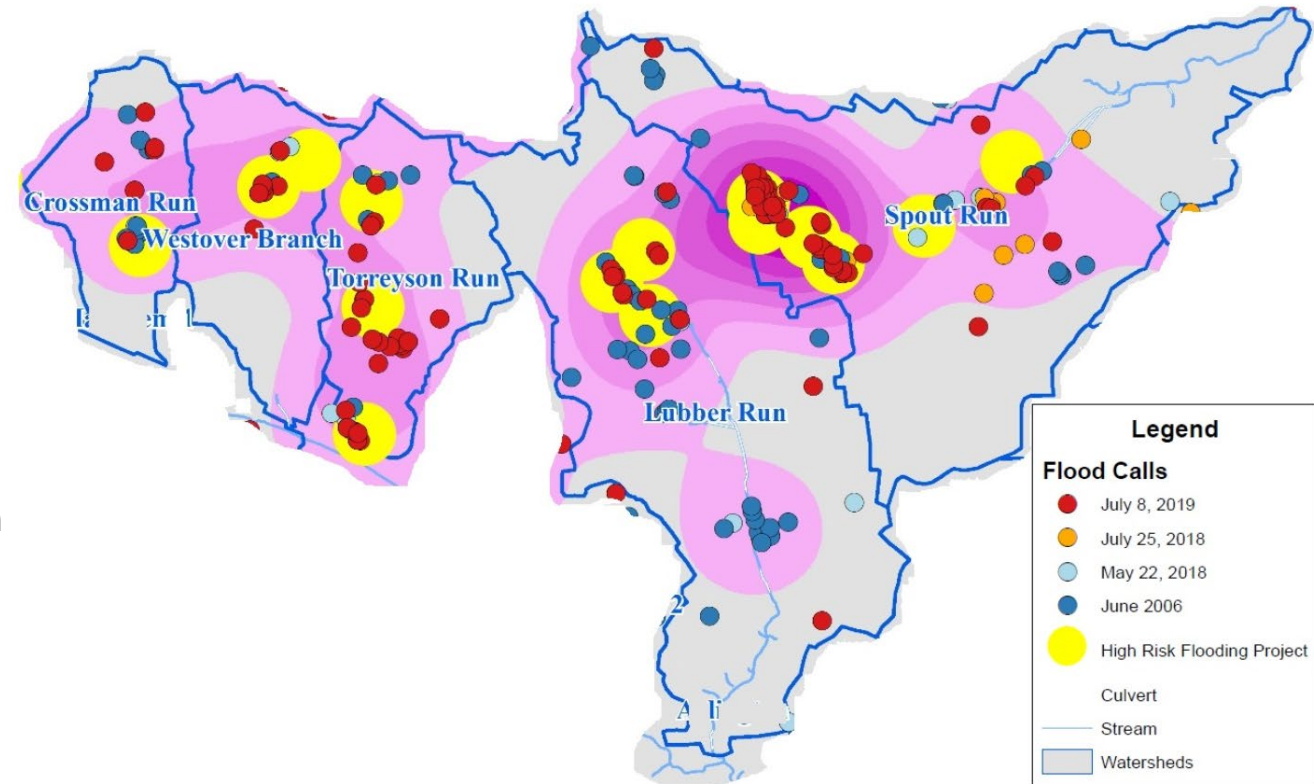 Crossman Run
Westover Branch
Torreyson Run
Spout Run
Lubber Run
Legend
Flood Calls
July 8, 2019
July 25, 2018
May 22, 2018
June 2006
High Risk Flooding Project
Culvert
Stream
Watersheds